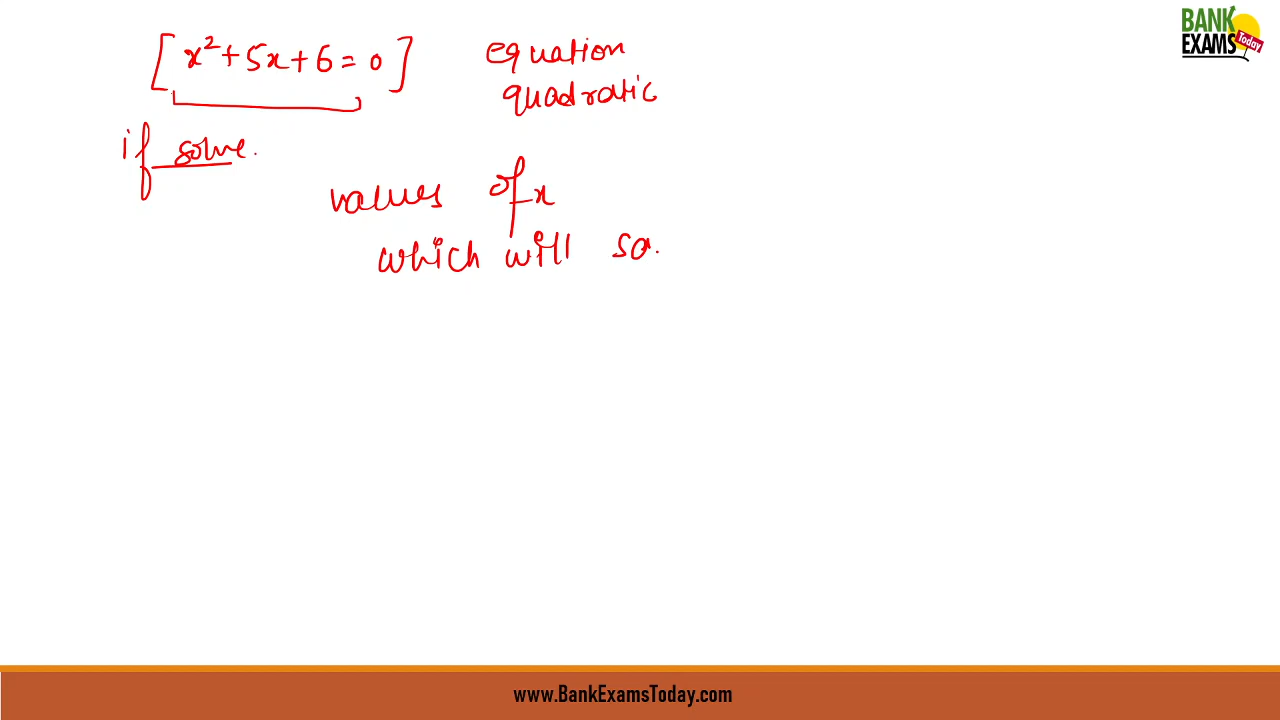 [x²+5x+6=0] equation
quadratic
if solve.
values of x
which will sa.
BANK
EXAMS
Today
www.BankExamsToday.com